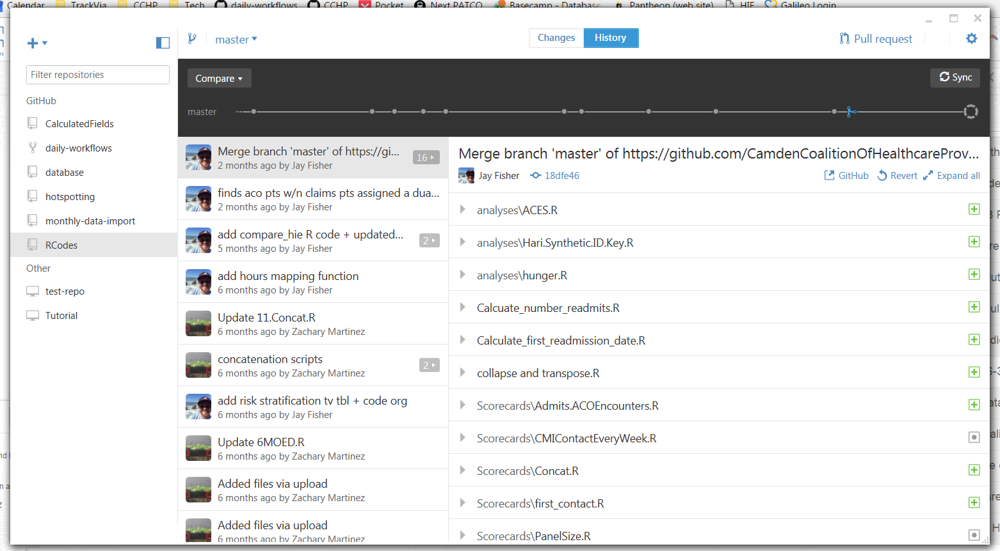 Calendar TrackVia CCHP Tech daily-workflows CCHP Pocket Next PATCO Basecamp - Database Pantheon (web site) HIE Galileo Login
master
Changes
History
Pull request
Filter repositories
GitHub
CalculatedFields
daily-workflows
database
hotspotting
monthly-data-import
RCodes
Other
test-repo
Tutorial
Compare
Sync
master
Merge branch 'master' of https://gi...
16
2 months ago by Jay Fisher
finds aco pts w/n claims pts assigned a dua...
2 months ago by Jay Fisher
add compare_hie R code + updated...
2
5 months ago by Jay Fisher
add hours mapping function
6 months ago by Jay Fisher
Update 11.Concat.R
6 months ago by Zachary Martinez
concatenation scripts
2
6 months ago by Zachary Martinez
add risk stratification tv tbl + code org
6 months ago by Jay Fisher
Update 6MOED.R
6 months ago by Zachary Martinez
Added files via upload
6 months ago by Zachary Martinez
Added files via upload
6 months ago by Zachary Martinez
Merge branch 'master' of https://github.com/CamdenCoalitionOfHealthcareProv...
Jay Fisher 18dfe46
GitHub Revert Expand all
analyses\ACES.R
analyses\Hari.Synthetic.ID.Key.R
analyses\hunger.R
Calcuate_number_readmits.R
Calculate_first_readmission_date.R
collapse and transpose.R
Scorecards\Admits.ACOEncounters.R
Scorecards\CMIContactEveryWeek.R
Scorecards\Concat.R
Scorecards\first_contact.R
Scorecards\PanelSize.R